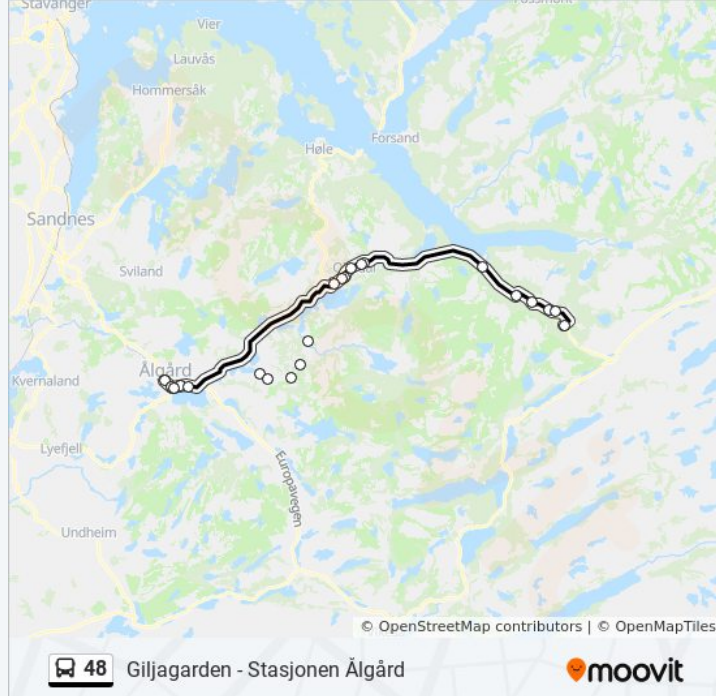 Stavanger
Vier
Lauvås
Hommersåk
Forsand
Høle
Sandnes
Sviland
Ålgård
Kvernaland
Lyefjell
Europavegen
Undheim
© OpenStreetMap contributors | © OpenMapTiles
48 Giljagarden - Stasjonen Ålgård
moovit